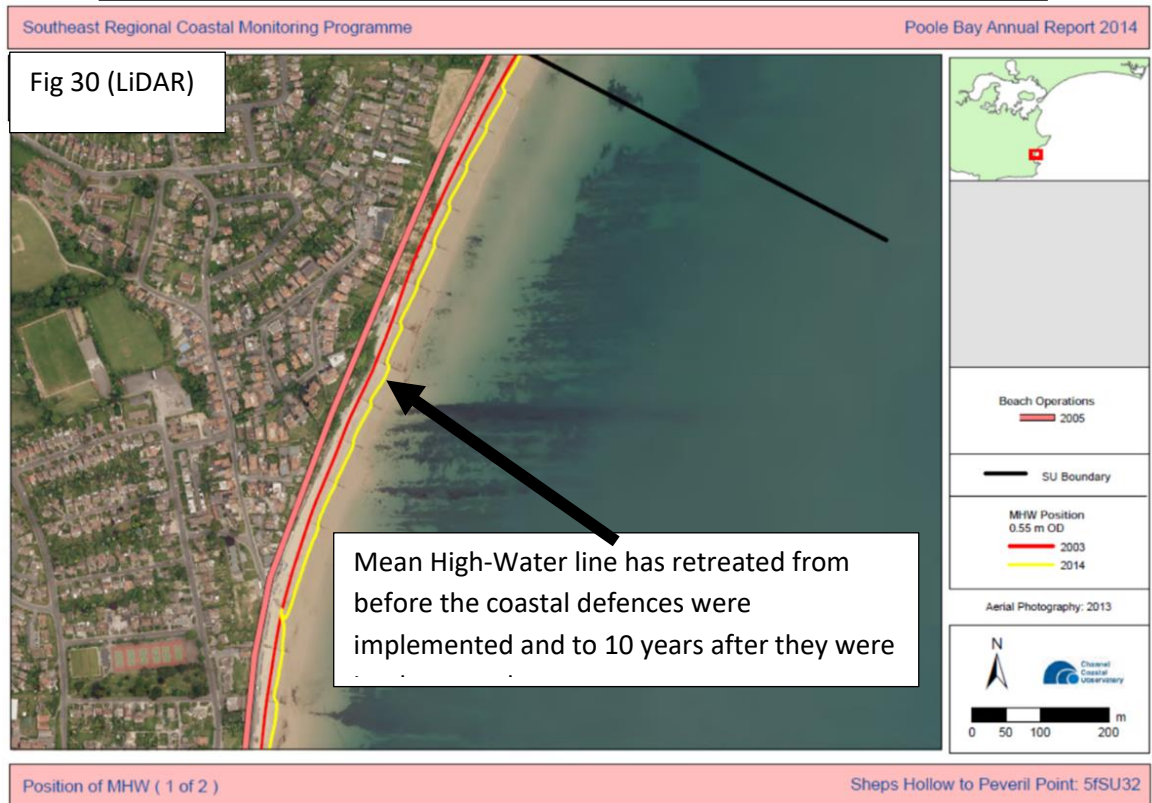 Southeast Regional Coastal Monitoring Programme
Poole Bay Annual Report 2014
Fig 30 (LiDAR)
Mean High-Water line has retreated from
before the coastal defences were
implemented and to 10 years after they were
Beach Operations
2005
SU Boundary
MHW Position
0.55 m OD
2003
2014
Aerial Photography: 2013
N
Channel
Coastal
Observatory
m
0 50 100 200
Position of MHW ( 1 of 2 )
Sheps Hollow to Peveril Point: 5fSU32